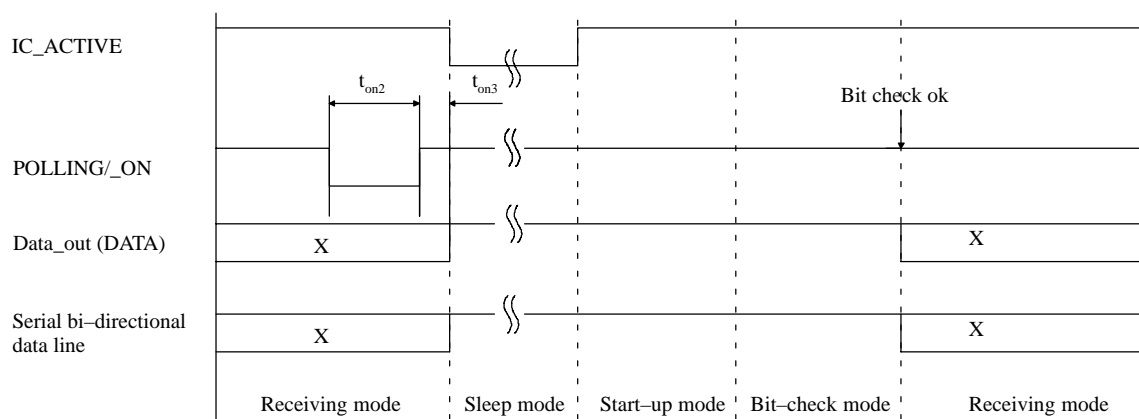 IC_ACTIVE
t_on2
t_on3
Bit check ok
POLLING/_ON
Data_out (DATA)
X
X
Serial bi–directional
data line
X
X
Receiving mode
Sleep mode
Start–up mode
Bit–check mode
Receiving mode